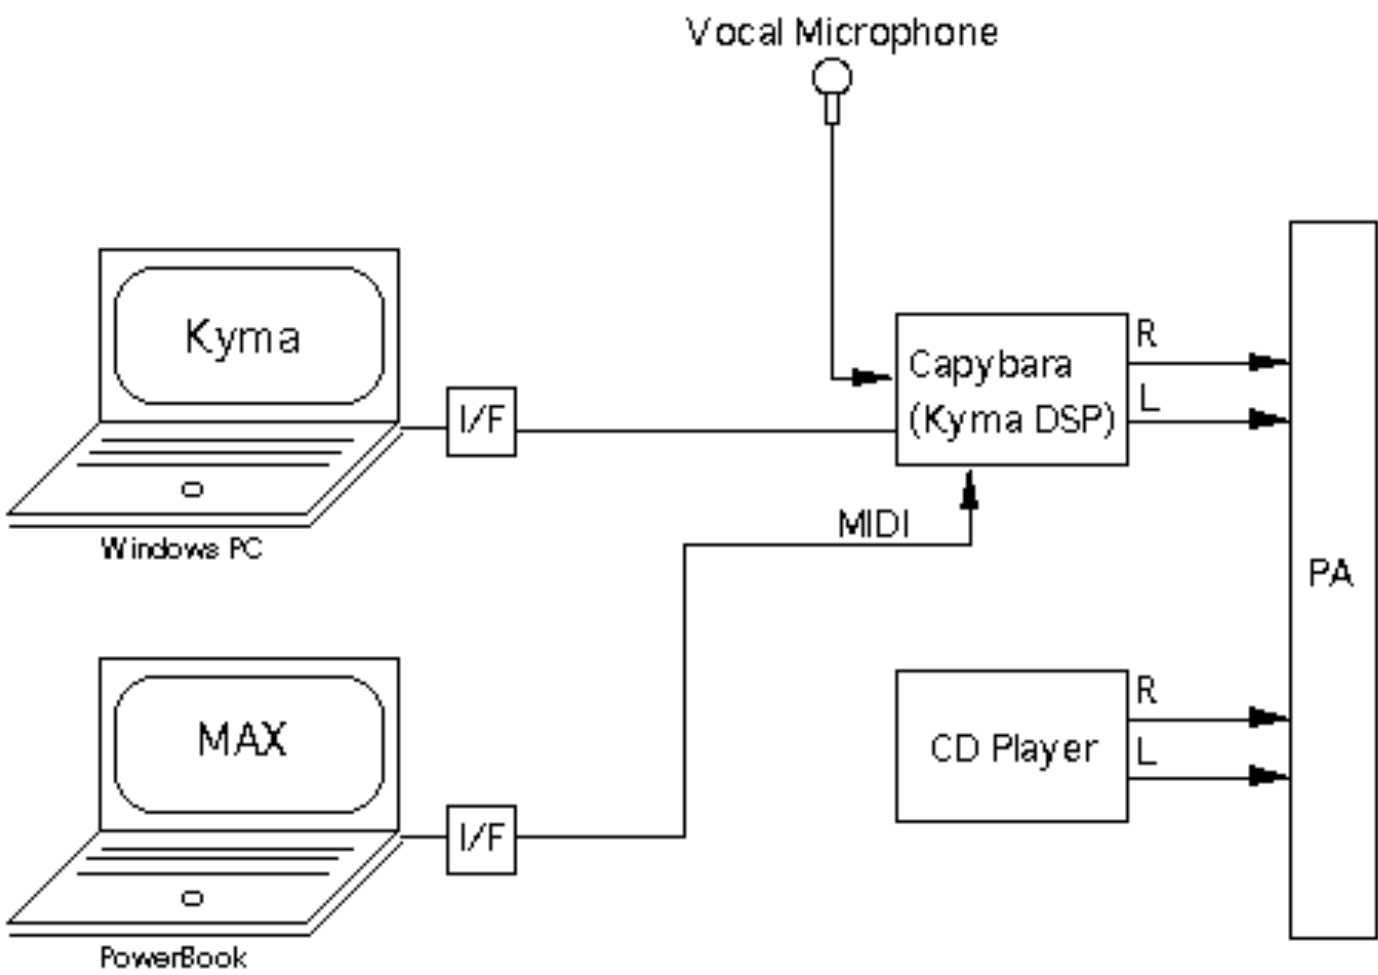 Vocal Microphone
Kyma
I/F
Windows PC
Capybara
(Kyma DSP)
R
L
MIDI
PA
MAX
I/F
PowerBook
CD Player
R
L